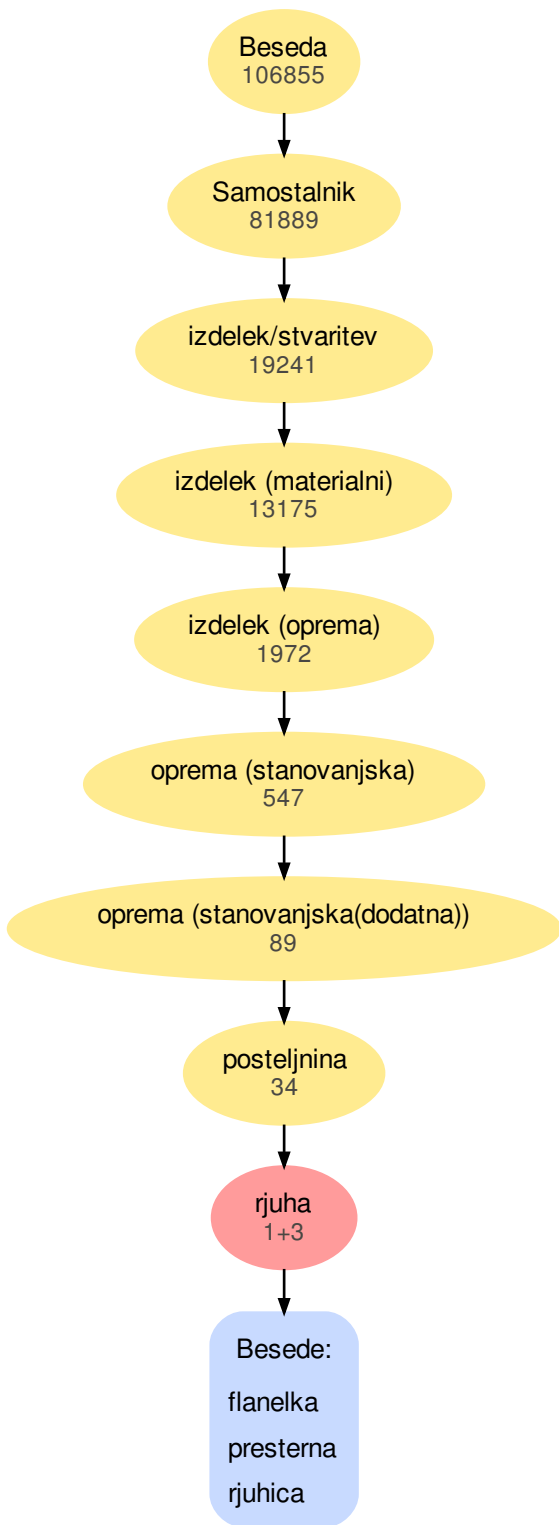 Beseda
106855
Samostalnik
81889
izdelek/stvaritev
19241
izdelek (materialni)
13175
izdelek (oprema)
1972
oprema (stanovanjska)
547
oprema (stanovanjska(dodatna))
89
posteljnina
34
rjuha
1+3
Besede:
flanelka
presterna
rjuhica